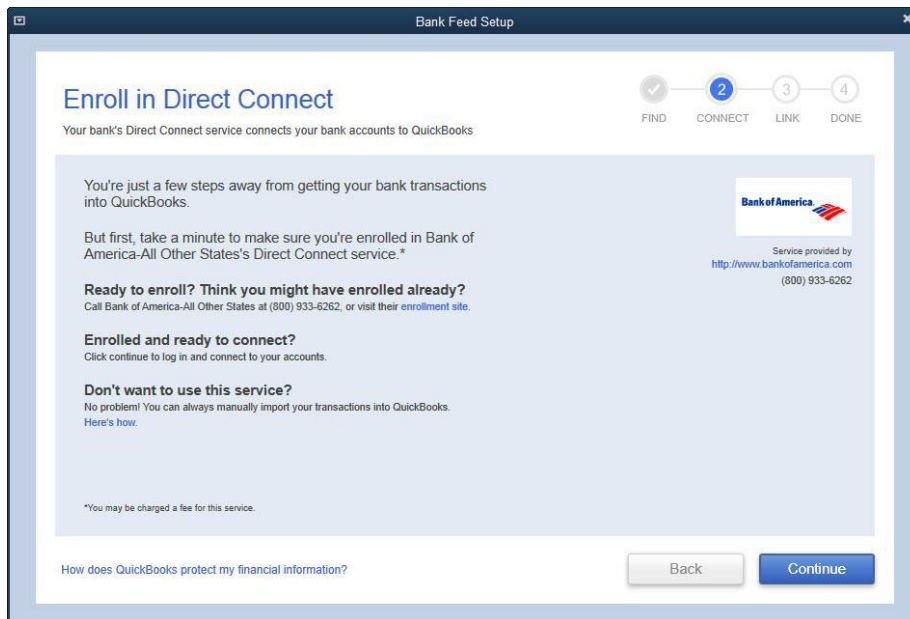 Bank Feed Setup
Enroll in Direct Connect
Your bank's Direct Connect service connects your bank accounts to QuickBooks
2
3
4
FIND
CONNECT
LINK
DONE
You're just a few steps away from getting your bank transactions
into QuickBooks.
But first, take a minute to make sure you're enrolled in Bank of
America-All Other States's Direct Connect service.*
Ready to enroll? Think you might have enrolled already?
Call Bank of America-All Other States at (800) 933-6262, or visit their enrollment site.
Enrolled and ready to connect?
Click continue to log in and connect to your accounts.
Don't want to use this service?
No problem! You can always manually import your transactions into QuickBooks.
Here's how.
*You may be charged a fee for this service.
Bank of America.
Service provided by
http://www.bankofamerica.com
(800) 933-6262
How does QuickBooks protect my financial information?
Back
Continue